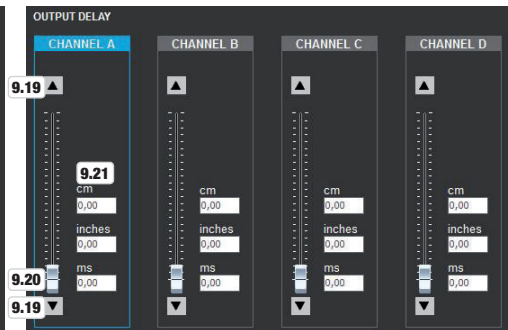 OUTPUT DELAY
CHANNEL A CHANNEL B CHANNEL C CHANNEL D
9.19
9.21
cm cm cm cm
0,00 0,00 0,00 0,00
inches inches inches inches
0,00 0,00 0,00 0,00
ms ms ms ms
9.20 0,00 0,00 0,00 0,00
9.19